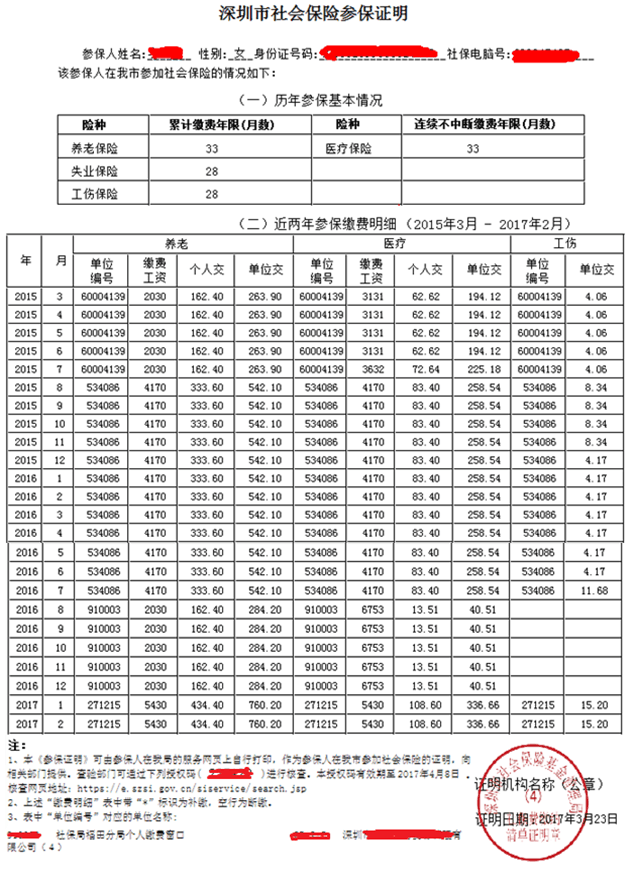 深圳市社会保险参保证明
参保人姓名: 性别: 女 身份证号码: 社保电脑号:
该参保人在我市参加社会保险的情况如下:
(一) 历年参保基本情况
险种 累计缴费年限(月数) 险种 连续不中断缴费年限(月数)
养老保险 33 医疗保险 33
失业保险 28
工伤保险 28
(二) 近两年参保缴费明细 (2015年3月 - 2017年2月)
年 月 养老 医疗 工伤
单位编号 缴费工资 个人交 单位交 单位编号 缴费工资 个人交 单位交 单位编号 单位交
2015 3 60004139 2030 162.40 263.90 60004139 3131 62.62 194.12 60004139 4.06
2015 4 60004139 2030 162.40 263.90 60004139 3131 62.62 194.12 60004139 4.06
2015 5 60004139 2030 162.40 263.90 60004139 3131 62.62 194.12 60004139 4.06
2015 6 60004139 2030 162.40 263.90 60004139 3131 62.62 194.12 60004139 4.06
2015 7 60004139 2030 162.40 263.90 60004139 3632 72.64 225.18 60004139 4.06
2015 8 534086 4170 333.60 542.10 534086 4170 83.40 258.54 534086 8.34
2015 9 534086 4170 333.60 542.10 534086 4170 83.40 258.54 534086 8.34
2015 10 534086 4170 333.60 542.10 534086 4170 83.40 258.54 534086 8.34
2015 11 534086 4170 333.60 542.10 534086 4170 83.40 258.54 534086 8.34
2015 12 534086 4170 333.60 542.10 534086 4170 83.40 258.54 534086 4.17
2016 1 534086 4170 333.60 542.10 534086 4170 83.40 258.54 534086 4.17
2016 2 534086 4170 333.60 542.10 534086 4170 83.40 258.54 534086 4.17
2016 3 534086 4170 333.60 542.10 534086 4170 83.40 258.54 534086 4.17
2016 4 534086 4170 333.60 542.10 534086 4170 83.40 258.54 534086 4.17
2016 5 534086 4170 333.60 542.10 534086 4170 83.40 258.54 534086 4.17
2016 6 534086 4170 333.60 542.10 534086 4170 83.40 258.54 534086 4.17
2016 7 534086 4170 333.60 542.10 534086 4170 83.40 258.54 534086 11.68
2016 8 910003 2030 162.40 284.20 910003 6753 13.51 40.51
2016 9 910003 2030 162.40 284.20 910003 6753 13.51 40.51
2016 10 910003 2030 162.40 284.20 910003 6753 13.51 40.51
2016 11 910003 2030 162.40 284.20 910003 6753 13.51 40.51
2016 12 910003 2030 162.40 284.20 910003 6753 13.51 40.51
2017 1 271215 5430 434.40 760.20 271215 5430 108.60 336.66 271215 15.20
2017 2 271215 5430 434.40 760.20 271215 5430 108.60 336.66 271215 15.20
注:
1、本《参保证明》可由参保人在我局的服务网页上自行打印,作为参保人在我市参加社会保险的证明,向
相关部门提供。查验部门可通过下列授权码( )进行核查。本授权码有效期至2017年4月8日。
核查网页地址: https://e.szsi.gov.cn/siservice/search.jsp
2、上述“缴费明细”表中带“*”标识为补缴,空行为断缴。
3、表中“单位编号”对应的单位名称:
社保局福田分局个人缴费窗口 深圳 有
限公司(4)
证明机构名称(公章)
(4)
证明日期:2017年3月23日
清单证明章